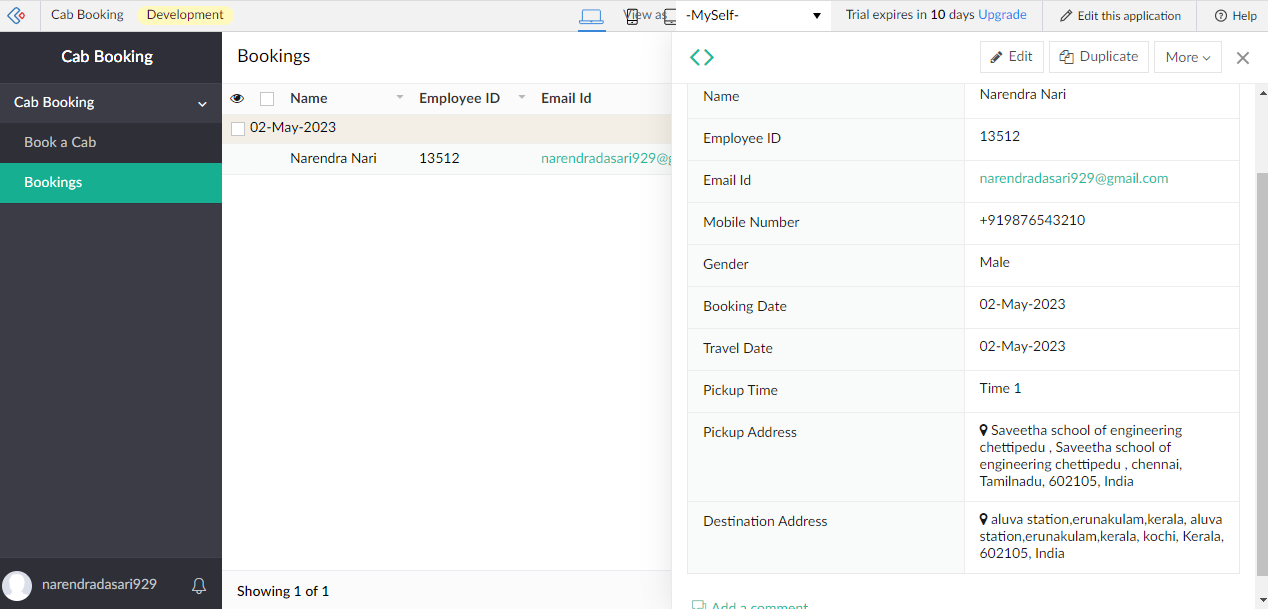 Cab Booking Development View as -MySelf- Trial expires in 10 days Upgrade Edit this application Help
Cab Booking
Cab Booking
Book a Cab
Bookings
narendradasari929
Bookings
Name Employee ID Email Id
02-May-2023
Narendra Nari 13512 narendradasari929@g
Showing 1 of 1
Edit Duplicate More
Name Narendra Nari
Employee ID 13512
Email Id narendradasari929@gmail.com
Mobile Number +919876543210
Gender Male
Booking Date 02-May-2023
Travel Date 02-May-2023
Pickup Time Time 1
Pickup Address Saveetha school of engineering
chettipedu , Saveetha school of
engineering chettipedu , chennai,
Tamilnadu, 602105, India
Destination Address aluva station,erunakulam,kerala, aluva
station,erunakulam,kerala, kochi, Kerala,
602105, India
Add a comment